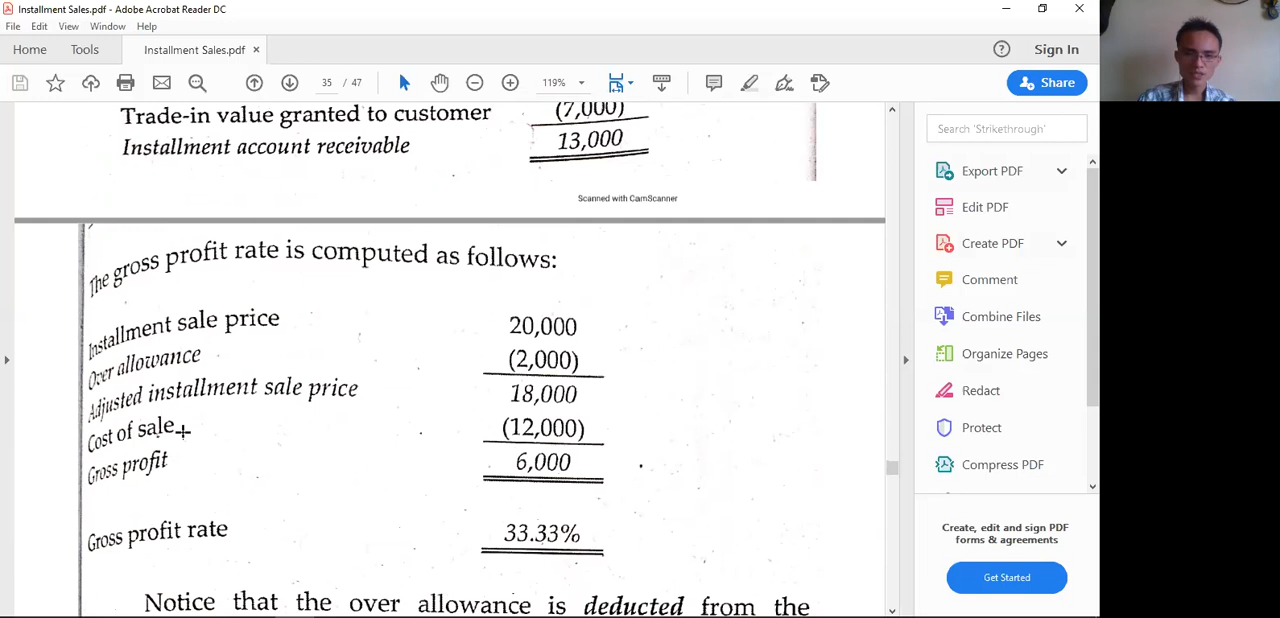 Installment Sales.pdf - Adobe Acrobat Reader DC
File Edit View Window Help
Home Tools Installment Sales.pdf × Sign In
35 / 47 119% Share
Trade-in value granted to customer (7,000)
Installment account receivable 13,000
Scanned with CamScanner
The gross profit rate is computed as follows:
Installment sale price 20,000
Over allowance (2,000)
Adjusted installment sale price 18,000
Cost of sale (12,000)
Gross profit 6,000
Gross profit rate 33.33%
Notice that the over allowance is deducted from the
Search 'Strikethrough'
Export PDF
Edit PDF
Create PDF
Comment
Combine Files
Organize Pages
Redact
Protect
Compress PDF
Create, edit and sign PDF
forms & agreements
Get Started